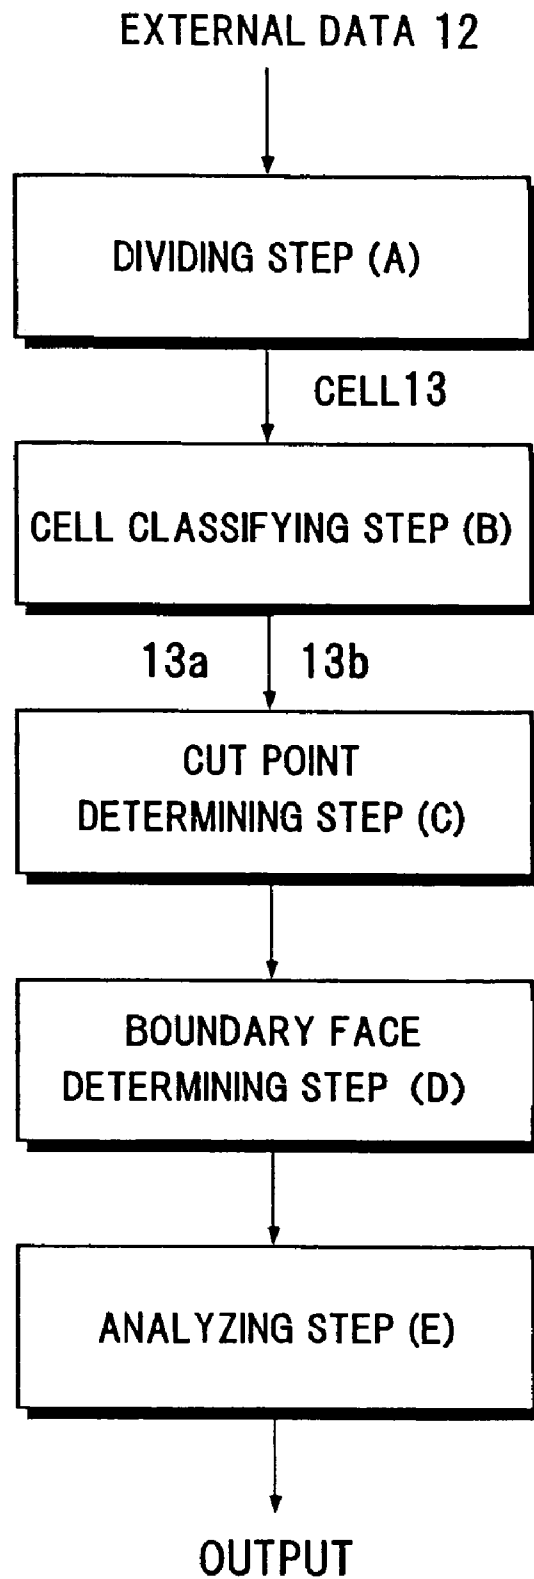 EXTERNAL DATA 12
DIVIDING STEP (A)
CELL13
CELL CLASSIFYING STEP (B)
13a 13b
CUT POINT
DETERMINING STEP (C)
BOUNDARY FACE
DETERMINING STEP (D)
ANALYZING STEP (E)
OUTPUT